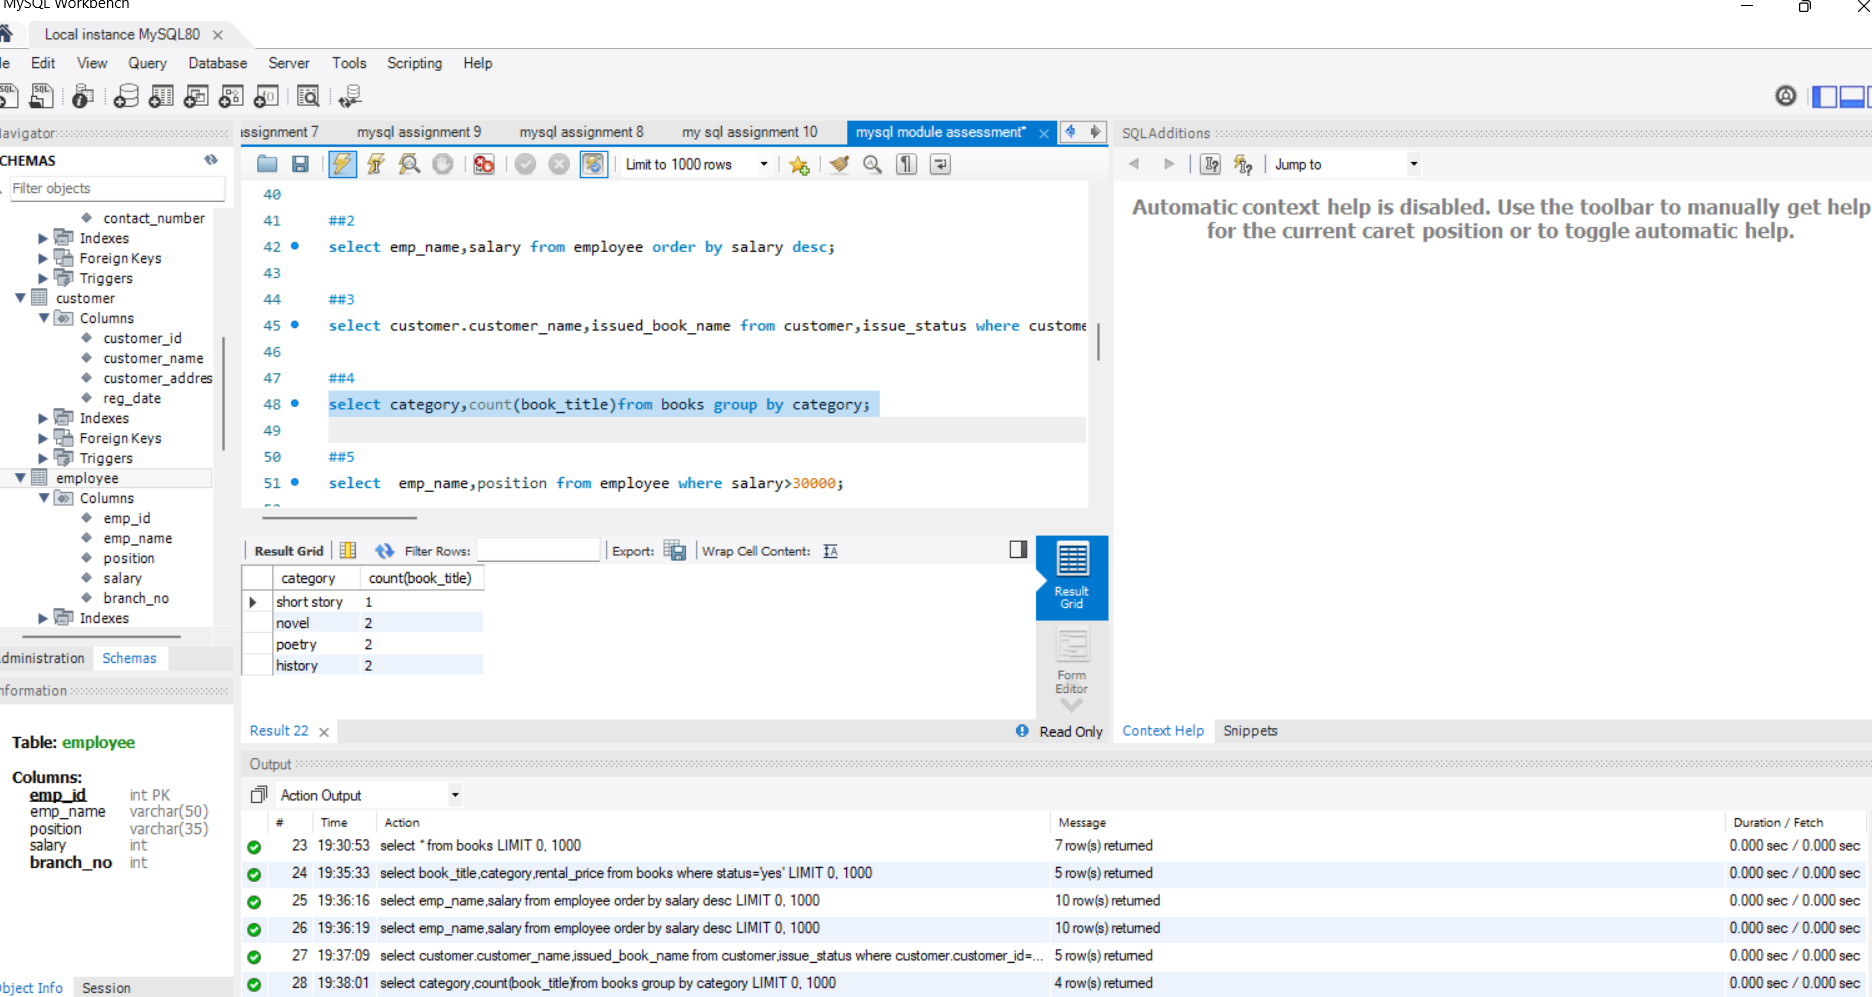 MySQL Workbench
Local instance MySQL80
Edit View Query Database Server Tools Scripting Help
assignment 7 mysql assignment 9 mysql assignment 8 my sql assignment 10 mysql module assessment*
Limit to 1000 rows
40
41 ##2
42 select emp_name,salary from employee order by salary desc;
43
44 ##3
45 select customer.customer_name,issued_book_name from customer,issue_status where custome
46
47 ##4
48 select category,count(book_title)from books group by category;
49
50 ##5
51 select emp_name,position from employee where salary>30000;
SQLAdditions
Jump to
Automatic context help is disabled. Use the toolbar to manually get help
for the current caret position or to toggle automatic help.
Navigator
SCHEMAS
Filter objects
contact_number
Indexes
Foreign Keys
Triggers
customer
Columns
customer_id
customer_name
customer_addres
reg_date
Indexes
Foreign Keys
Triggers
employee
Columns
emp_id
emp_name
position
salary
branch_no
Indexes
Administration Schemas
Information
Table: employee
Columns:
emp_id int PK
emp_name varchar(50)
position varchar(35)
salary int
branch_no int
Object Info Session
Result Grid Filter Rows: Export: Wrap Cell Content:
category count(book_title)
short story 1
novel 2
poetry 2
history 2
Result Grid
Form Editor
Result 22 Read Only
Context Help Snippets
Output
Action Output
# Time Action Message Duration / Fetch
23 19:30:53 select * from books LIMIT 0, 1000 7 row(s) returned 0.000 sec / 0.000 sec
24 19:35:33 select book_title,category,rental_price from books where status='yes' LIMIT 0, 1000 5 row(s) returned 0.000 sec / 0.000 sec
25 19:36:16 select emp_name,salary from employee order by salary desc LIMIT 0, 1000 10 row(s) returned 0.000 sec / 0.000 sec
26 19:36:19 select emp_name,salary from employee order by salary desc LIMIT 0, 1000 10 row(s) returned 0.000 sec / 0.000 sec
27 19:37:09 select customer.customer_name,issued_book_name from customer,issue_status where customer.customer_id=... 5 row(s) returned 0.000 sec / 0.000 sec
28 19:38:01 select category,count(book_title)from books group by category LIMIT 0, 1000 4 row(s) returned 0.000 sec / 0.000 sec